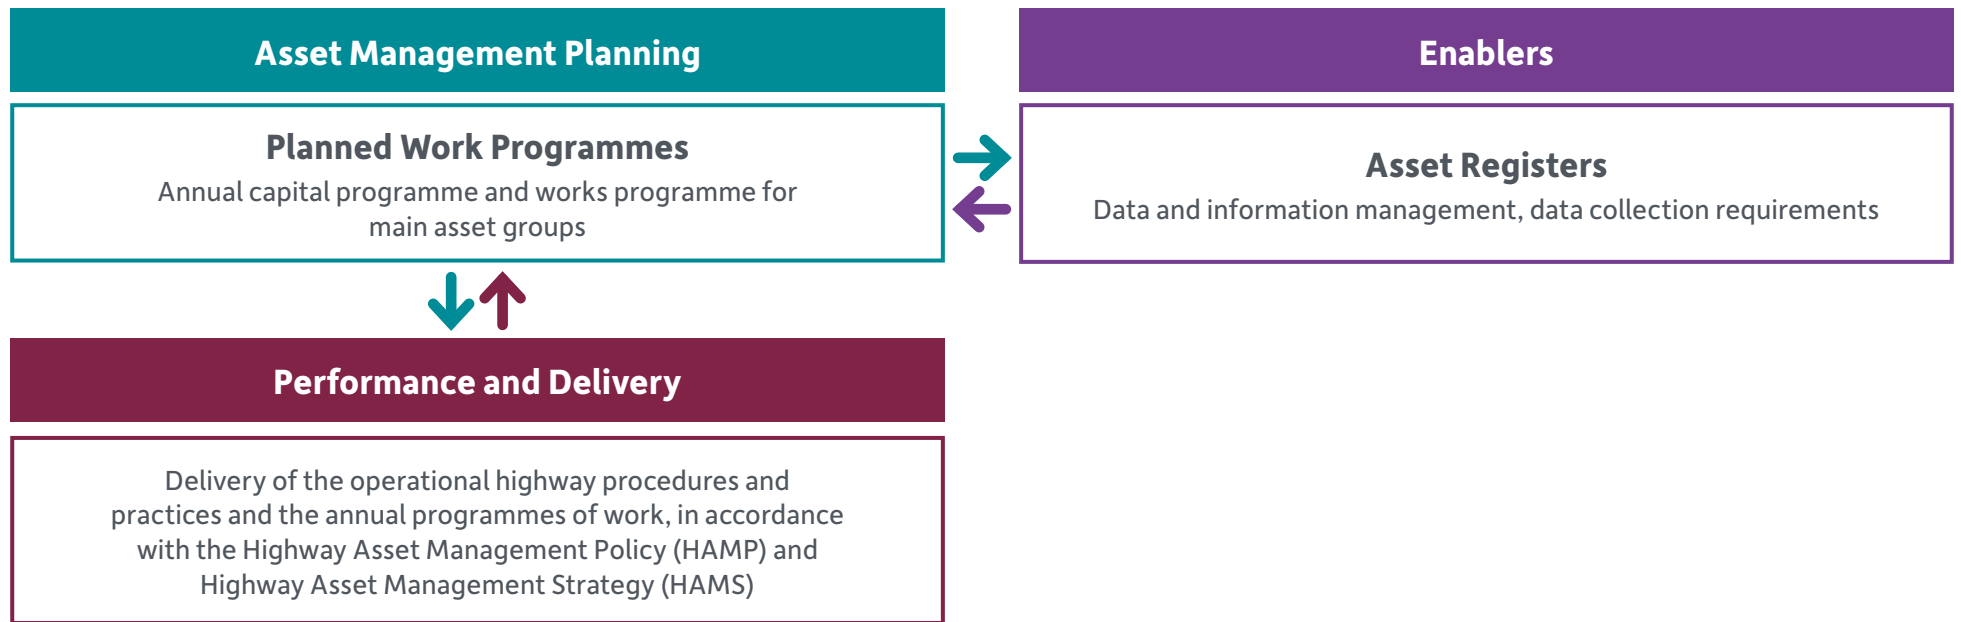 Asset Management Planning
Planned Work Programmes
Annual capital programme and works programme for
main asset groups
Enablers
Asset Registers
Data and information management, data collection requirements
Performance and Delivery
Delivery of the operational highway procedures and
practices and the annual programmes of work, in accordance
with the Highway Asset Management Policy (HAMP) and
Highway Asset Management Strategy (HAMS)